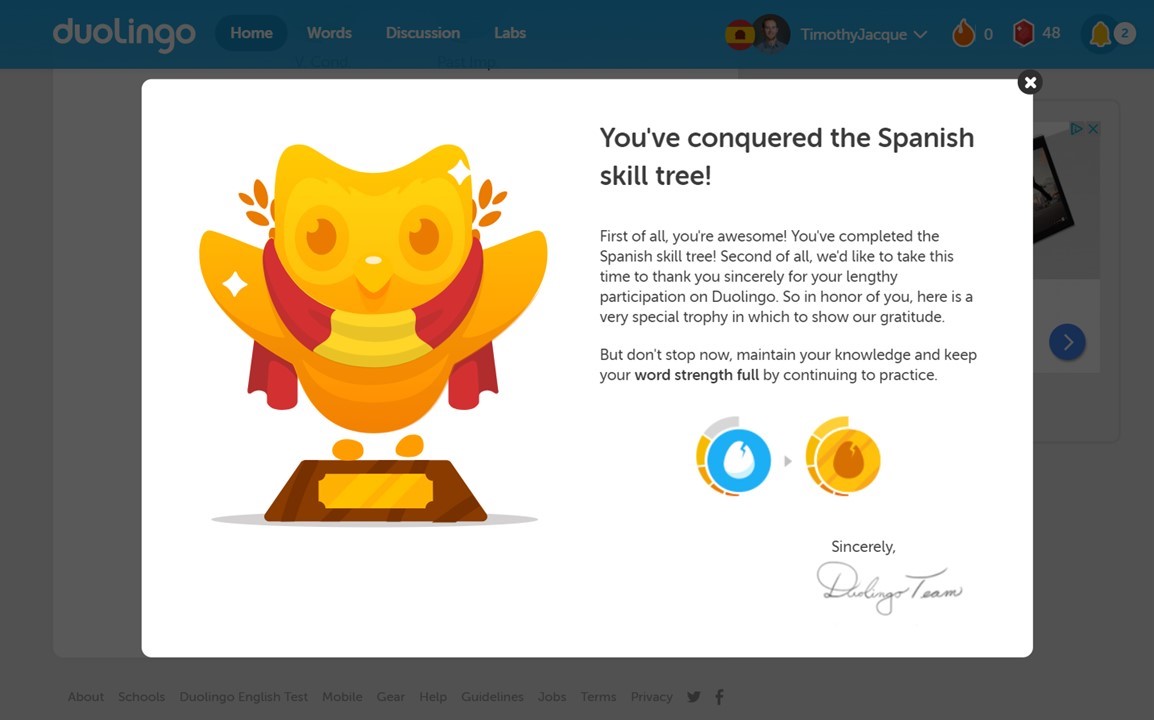 duolingo Home Words Discussion Labs TimothyJacque 0 48 2
You've conquered the Spanish
skill tree!
First of all, you're awesome! You've completed the
Spanish skill tree! Second of all, we'd like to take this
time to thank you sincerely for your lengthy
participation on Duolingo. So in honor of you, here is a
very special trophy in which to show our gratitude.
But don't stop now, maintain your knowledge and keep
your word strength full by continuing to practice.
Sincerely,
Duolingo Team
About Schools Duolingo English Test Mobile Gear Help Guidelines Jobs Terms Privacy